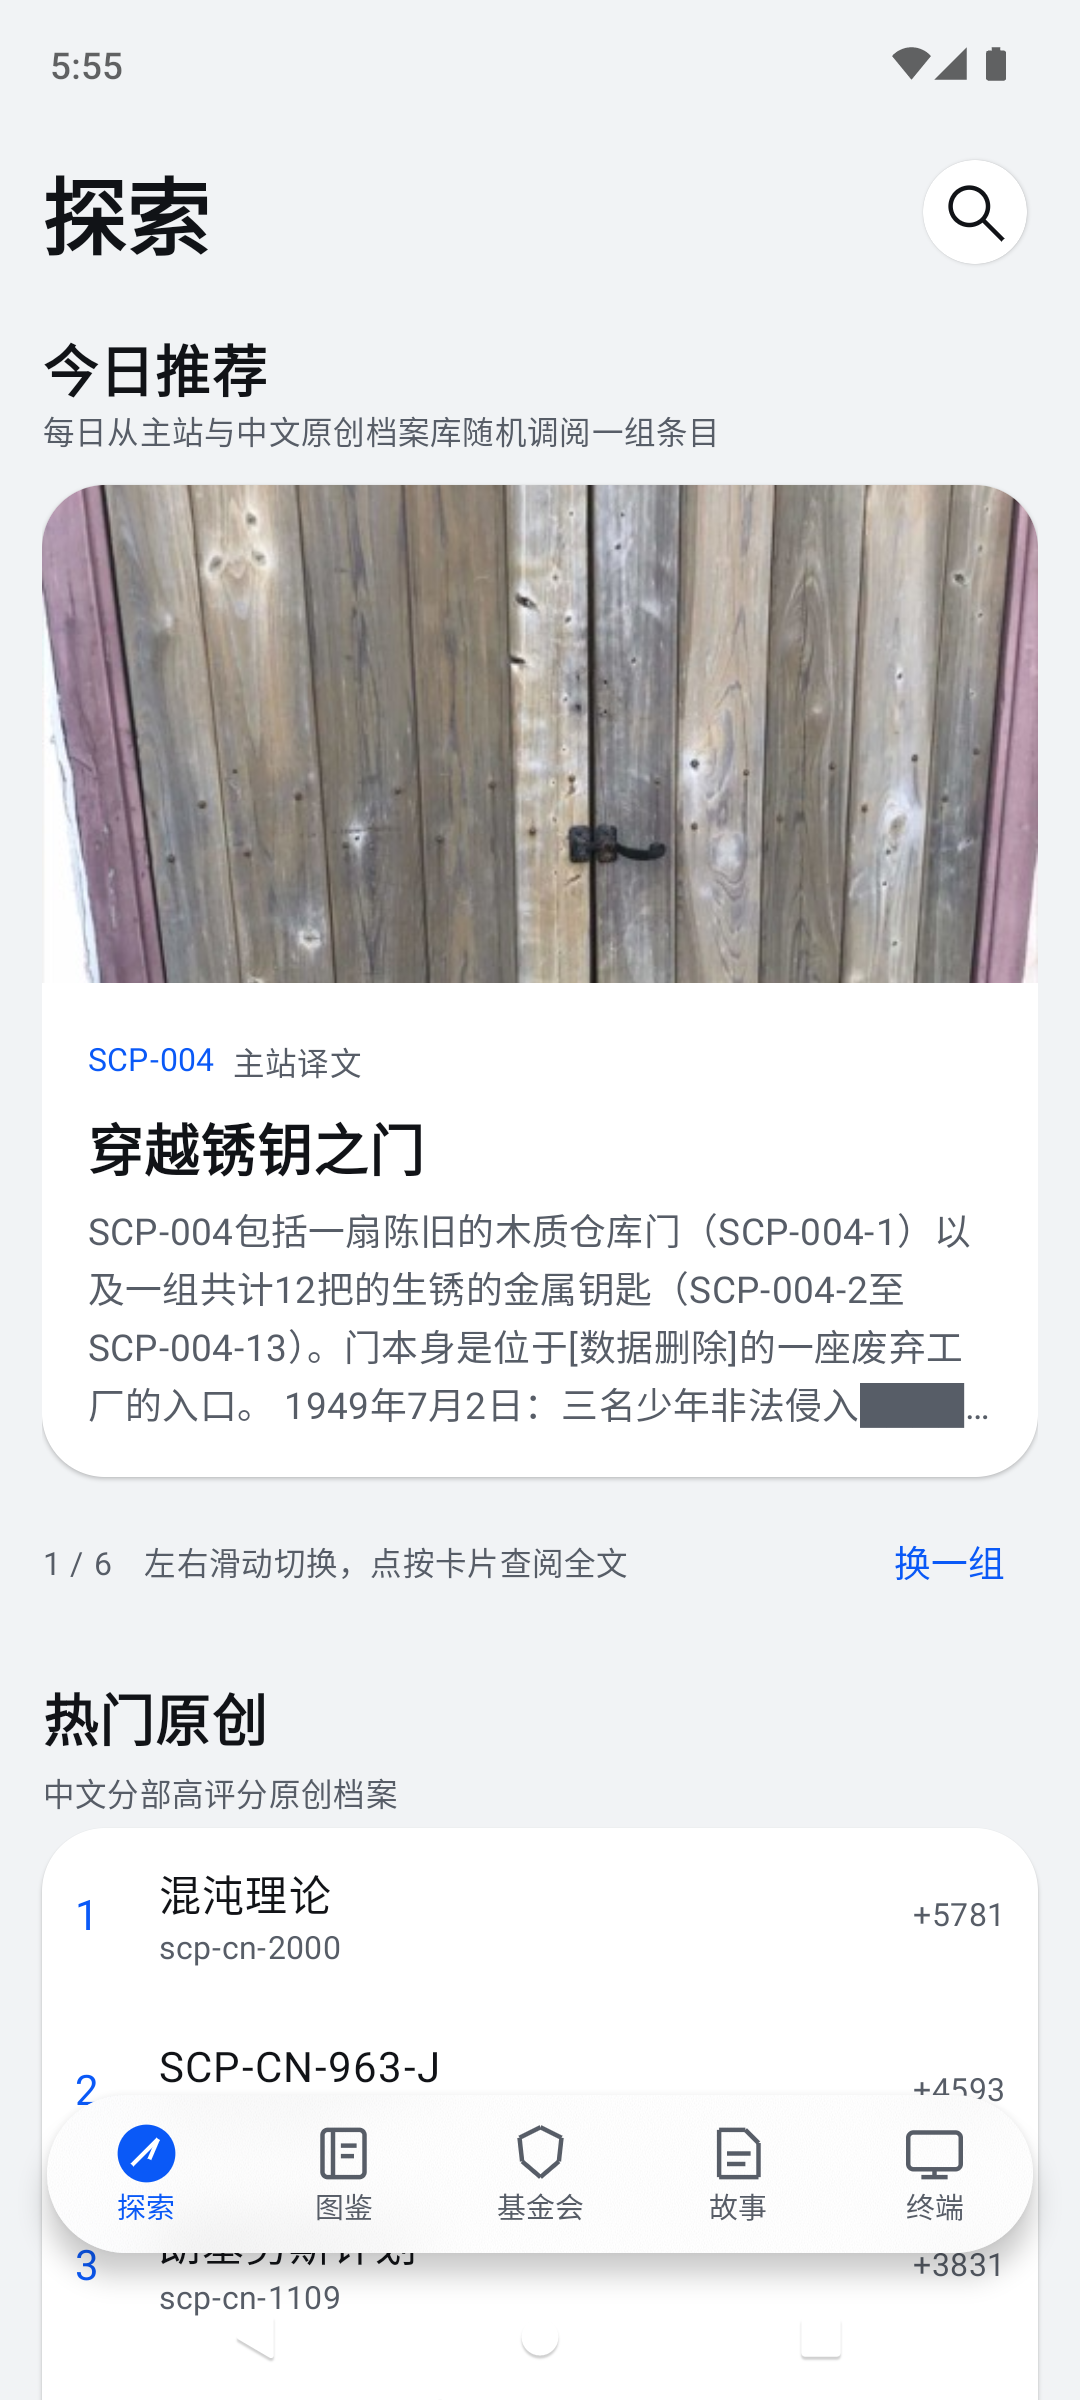 5:55
探索
今日推荐
每日从主站与中文原创档案库随机调阅一组条目
SCP-004 主站译文
穿越锈钥之门
SCP-004包括一扇陈旧的木质仓库门（SCP-004-1）以
及一组共计12把的生锈的金属钥匙（SCP-004-2至
SCP-004-13）。门本身是位于[数据删除]的一座废弃工
厂的入口。 1949年7月2日：三名少年非法侵入████…
1 / 6 左右滑动切换，点按卡片查阅全文
换一组
热门原创
中文分部高评分原创档案
1 混沌理论 +5781
scp-cn-2000
2 SCP-CN-963-J +4593
探索 图鉴 基金会 故事 终端
3 +3831
scp-cn-1109